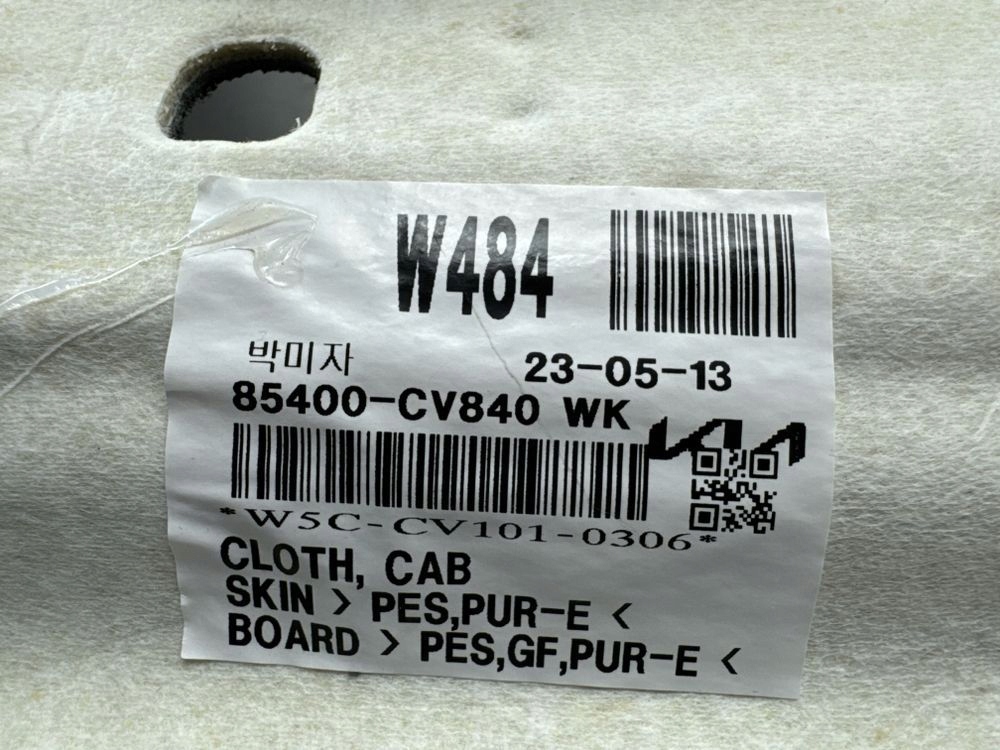 W484
박미자
23-05-13
85400-CV840 WK
KIA
*W5C-CV101-0306*
CLOTH, CAB
SKIN > PES,PUR-E <
BOARD > PES,GF,PUR-E <